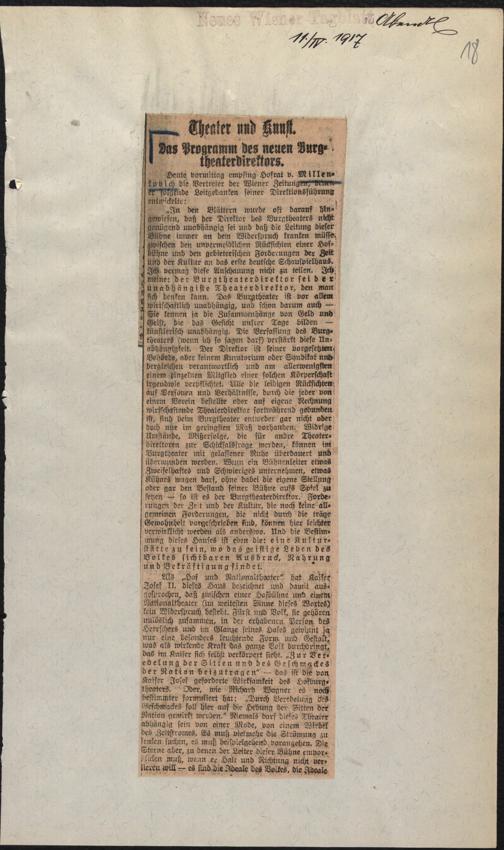 Neues Wiener Tagblatt Abendbl
11./IV. 1917
18
Theater und Kunst.
Das Programm des neuen Burg-
theaterdirektors.
Heute vormittag empfing Hofrat v. Millen-
kovich die Vertreter der Wiener Zeitungen, denen
er folgende Leitgedanken seiner Direktionsführung
entwickelte:
„In den Blättern wurde oft darauf hin-
gewiesen, daß der Direktor des Burgtheaters nicht
genügend unabhängig sei und daß die Leitung dieser
Bühne immer an dem Widerspruch kranken müsse
zwischen den unvermeidlichen Rücksichten einer Hof-
bühne und den gebieterischen Forderungen der Zeit
und der Kultur an das erste deutsche Schauspielhaus.
Ich vermag diese Anschauung nicht zu teilen. Ich
meine: der Burgtheaterdirektor sei der
unabhängigste Theaterdirektor, den man
sich denken kann. Das Burgtheater ist vor allem
wirtschaftlich unabhängig, und schon darum auch —
Sie kennen ja die Zusammenhänge von Geld und
Geist, die das Gesicht unsrer Tage bilden —
künstlerisch unabhängig. Die Verfassung des Burg-
theaters (wenn ich so sagen darf) verstärkt diese Un-
abhängigkeit. Der Direktor ist seiner vorgesetzten
Behörde, aber keinem Kuratorium oder Syndikat und
dergleichen verantwortlich und am allerwenigsten
einem einzelnen Mitglied einer solchen Körperschaft
irgendwie verpflichtet. Alle die leidigen Rücksichten
auf Personen und Verhältnisse, durch die jeder von
einem Verein bestellte oder auf eigene Rechnung
wirtschaftende Theaterdirektor fortwährend gebunden
ist, sind beim Burgtheater entweder gar nicht oder
doch nur im geringsten Maß vorhanden. Widrige
Umstände, Mißerfolge, die für andre Theater-
direktoren zur Schicksalsfrage werden, können im
Burgtheater mit gelassener Ruhe überdauert und
überwunden werden. Wenn ein Bühnenleiter etwas
Zweifelhaftes und Schwieriges unternehmen, etwas
Kühnes wagen darf, ohne dabei die eigene Stellung
oder gar den Bestand seiner Bühne aufs Spiel zu
setzen — so ist es der Burgtheaterdirektor. Forde-
rungen der Zeit und der Kultur, die noch keine all-
gemeinen Forderungen, die nicht durch die träge
Gewohnheit vorgeschrieben sind, können hier leichter
verwirklicht werden als anderswo. Und die Bestim-
mung dieses Hauses ist eben die: eine Kultur-
stätte zu sein, wo das geistige Leben des
Volkes sichtbaren Ausdruck, Nahrung
und Bekräftigung findet.
Als „Hof und Nationaltheater“ hat Kaiser
Josef II. dieses Haus bezeichnet und damit aus-
gesprochen, daß zwischen einer Hofbühne und einem
Nationaltheater (im weitesten Sinne dieses Wortes)
kein Widerspruch besteht. Fürst und Volk, sie gehören
zusammen, in der erhabenen Person des
Herrschers und im Glanze seines Hofes gewinnt ja
nur eine besonders leuchtende Form und Gestalt,
was als wirkende Kraft das ganze Volk durchdringt,
das im Kaiser sich selbst verkörpert sieht. „Zur Ver-
edelung der Sitten und des Geschmackes
der Nation beizutragen“ — das ist die von
Kaiser Josef geforderte Wirksamkeit des Hofburg-
theaters. Oder, wie Richard Wagner es noch
bestimmter formuliert hat: „Durch Veredelung des
Geschmackes soll hier auf die Hebung der Sitten der
Nation gewirkt werden.“ Niemals darf dieses Theater
abhängig sein von einer Mode, von einem Wirbel
des Zeitstromes. Es muß vielmehr die Strömung zu
lenken suchen, es muß beispielgebend vorangehen. Die
Sterne aber, zu denen der Leiter dieser Bühne empor-
blicken muß, wenn er Halt und Richtung nicht ver-
lieren will — es sind die Ideale des Volkes, die Ideale